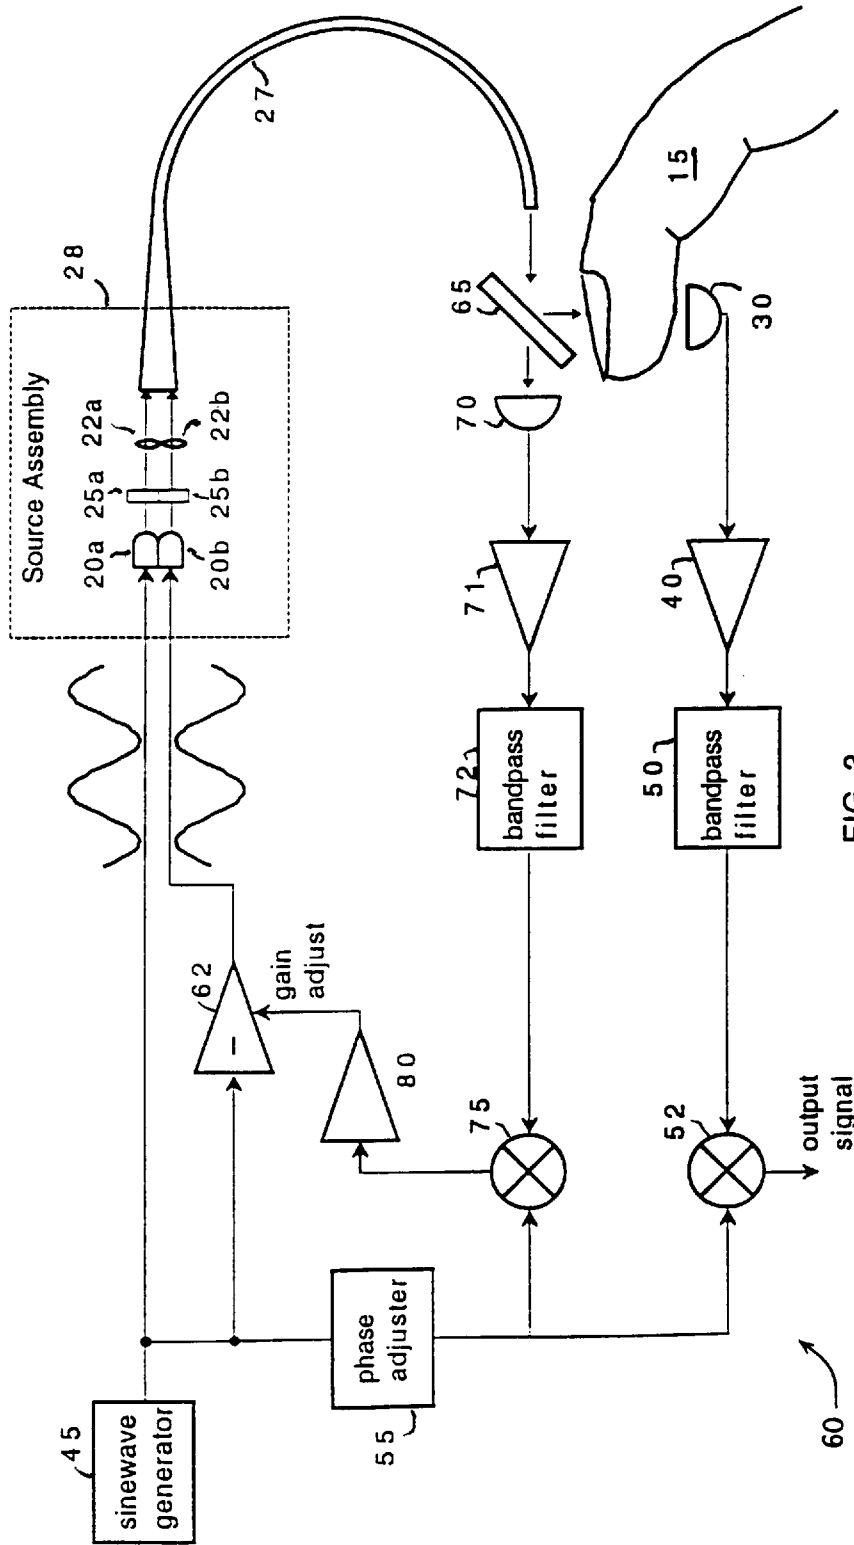 Source Assembly
28
45
sinewave
generator
20a
25a
22a
20b
25b
22b
27
62
gain
adjust
phase
adjuster
55
80
75
72
bandpass
filter
71
70
65
52
50
bandpass
filter
40
15
30
output
signal
60
FIG.